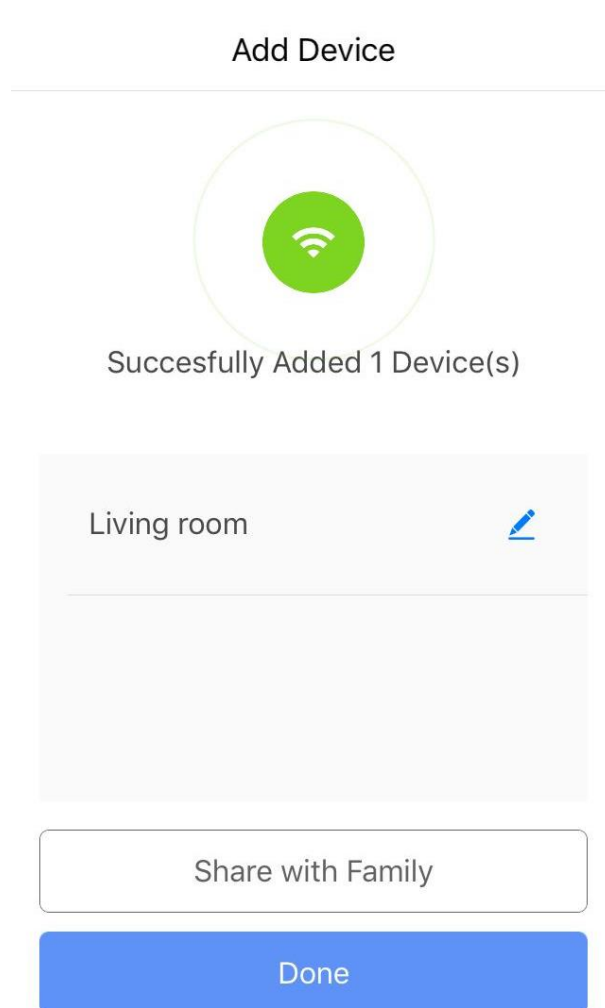 Add Device
Succesfully Added 1 Device(s)
Living room
Share with Family
Done